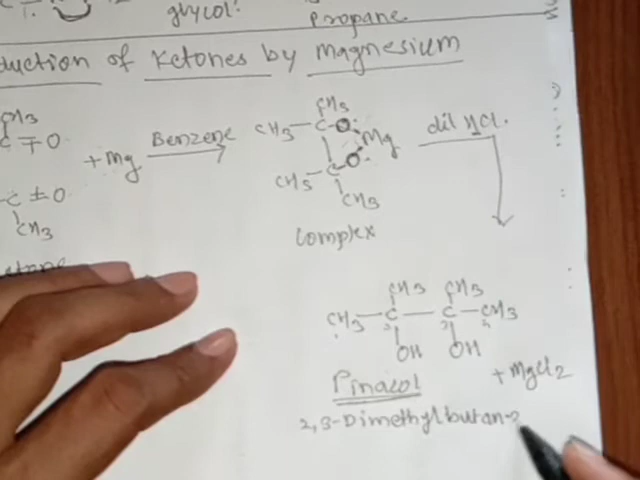 glycol.
propane
duction of Ketones by Magnesium
CH3
C=O
+Mg
Benzene
CH3
CH3-C-O:
Mg
CH3-C-O:
CH3
dil HCl.
C=O
CH3
Complex
CH3 CH3
CH3-C-C-CH3
OH OH
+MgCl2
Pinacol
2,3-Dimethylbutan-2